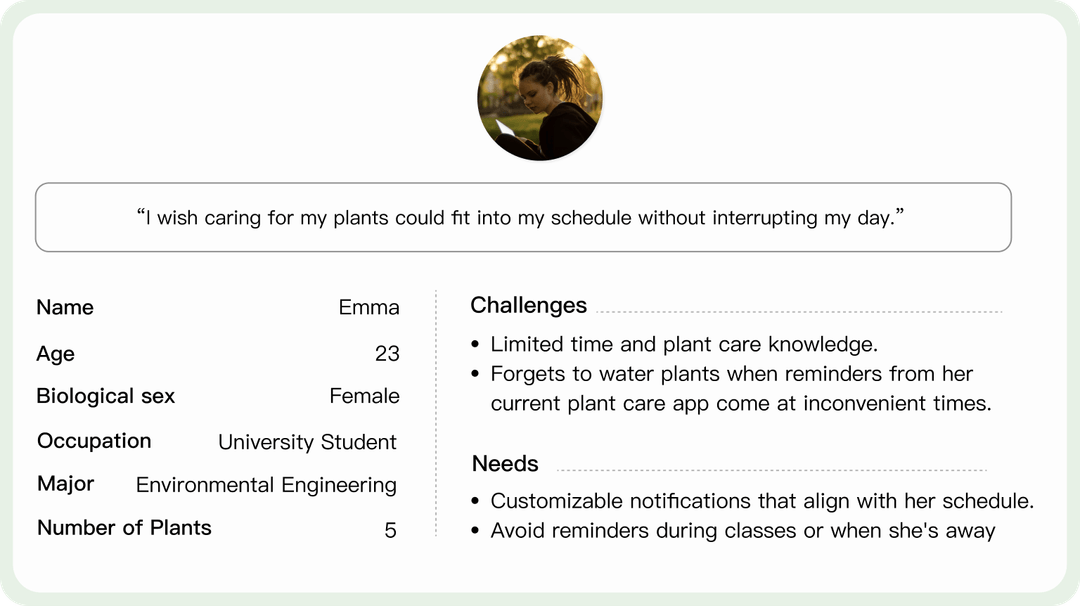 “I wish caring for my plants could fit into my schedule without interrupting my day.”
Name Emma
Age 23
Biological sex Female
Occupation University Student
Major Environmental Engineering
Number of Plants 5
Challenges
• Limited time and plant care knowledge.
• Forgets to water plants when reminders from her
current plant care app come at inconvenient times.
Needs
• Customizable notifications that align with her schedule.
• Avoid reminders during classes or when she's away